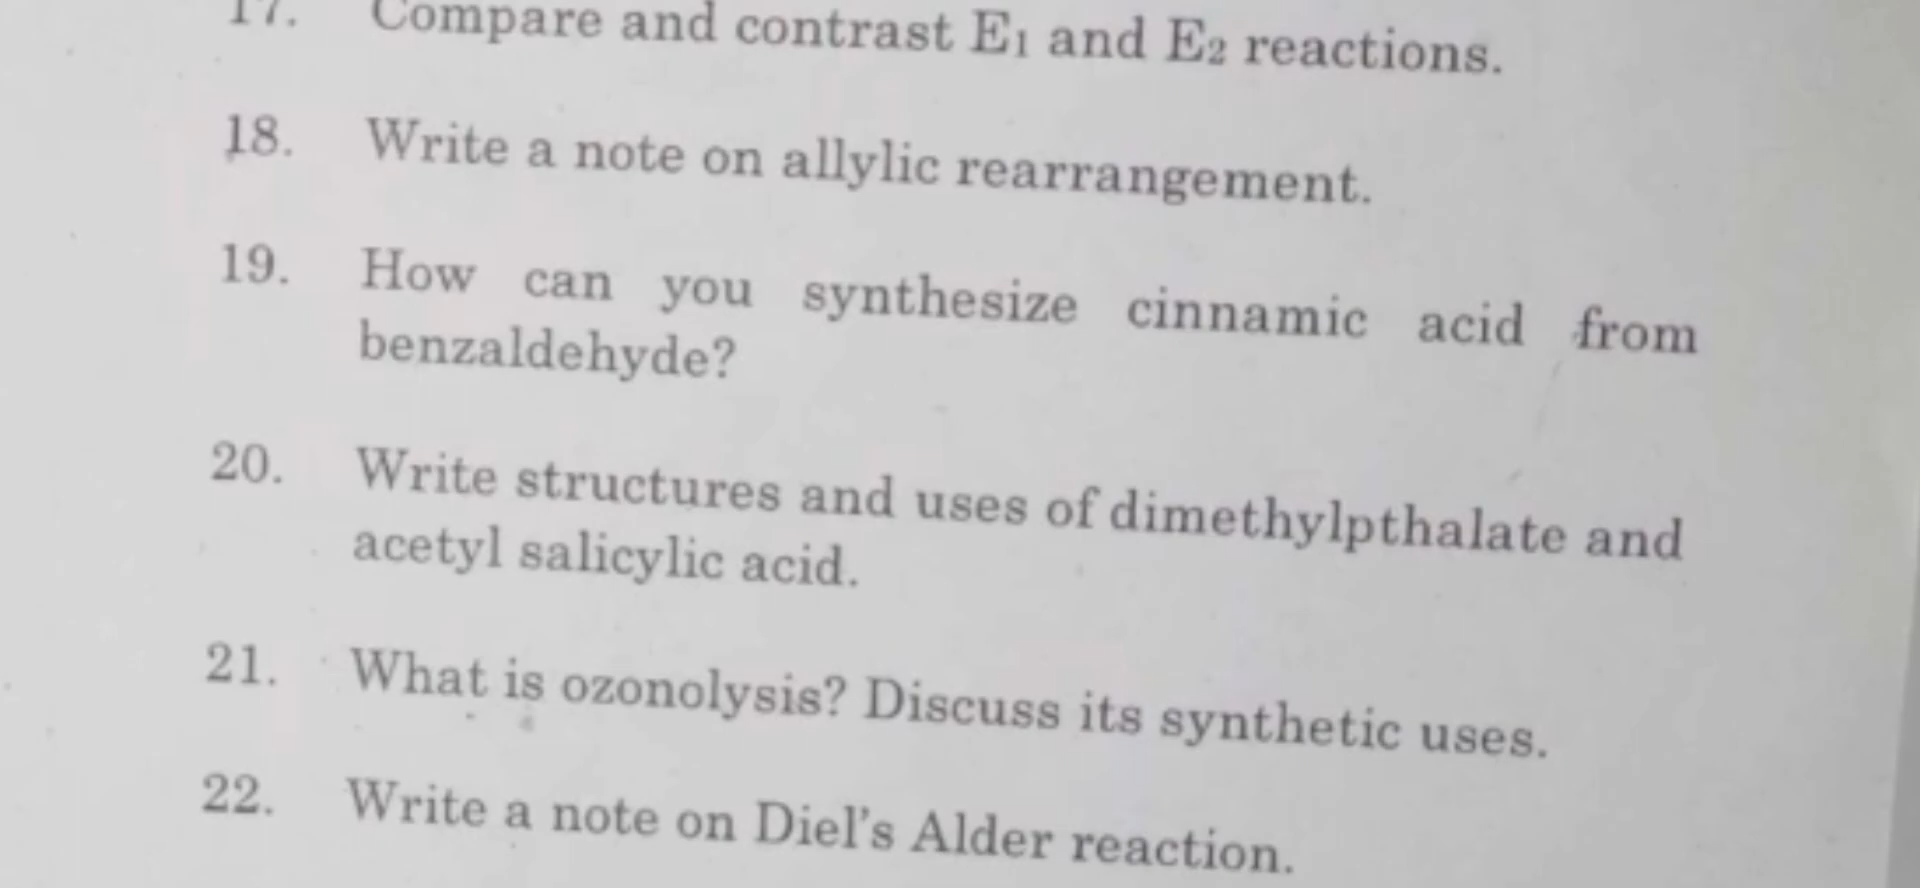 17. Compare and contrast E1 and E2 reactions.
18. Write a note on allylic rearrangement.
19. How can you synthesize cinnamic acid from
benzaldehyde?
20. Write structures and uses of dimethylpthalate and
acetyl salicylic acid.
21. What is ozonolysis? Discuss its synthetic uses.
22. Write a note on Diel's Alder reaction.